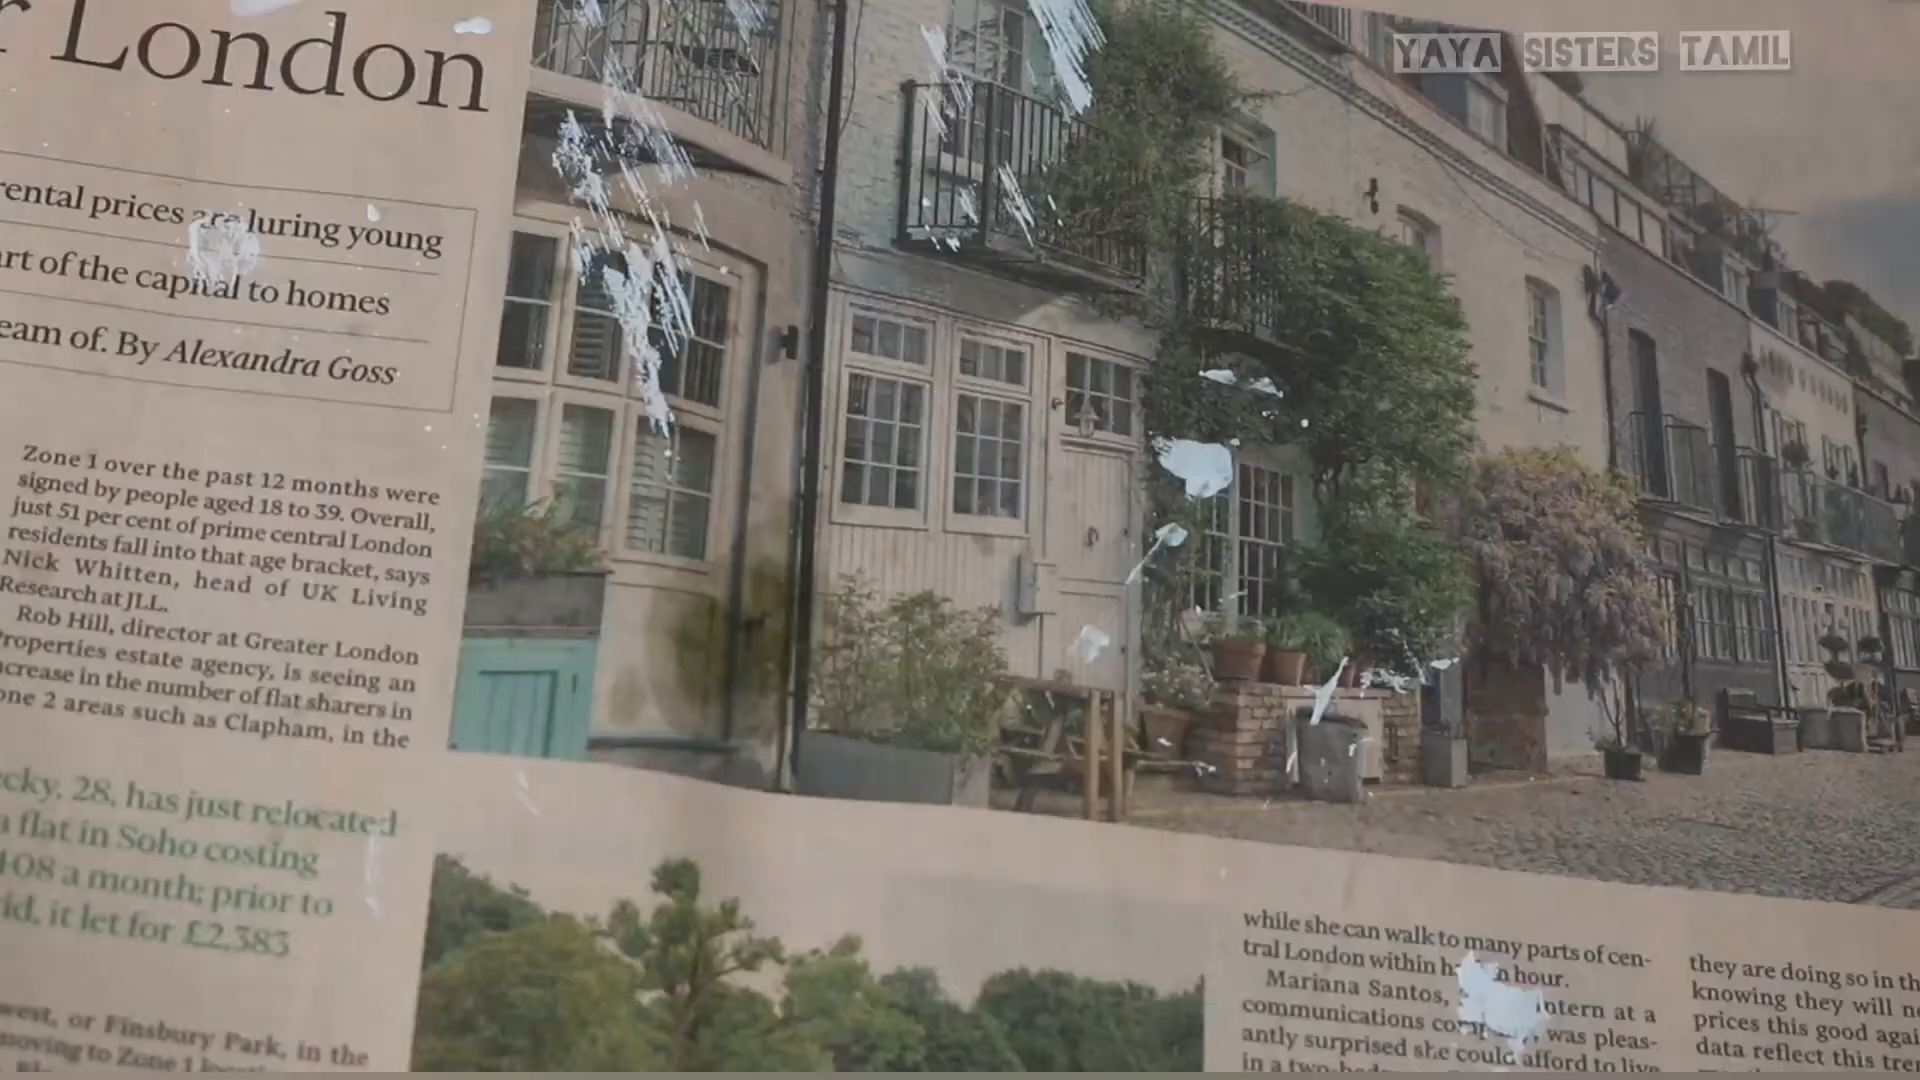 London
YAYA SISTERS TAMIL
rental prices are luring young
art of the capital to homes
eam of. By Alexandra Goss
Zone 1 over the past 12 months were
signed by people aged 18 to 39. Overall,
just 51 per cent of prime central London
residents fall into that age bracket, says
Nick Whitten, head of UK Living
Research at JLL.
Rob Hill, director at Greater London
Properties estate agency, is seeing an
ncrease in the number of flat sharers in
one 2 areas such as Clapham, in the
cky, 28, has just relocated
a flat in Soho costing
408 a month; prior to
id, it let for £2,383
west, or Finsbury Park, in the
moving to Zone 1
while she can walk to many parts of cen-
tral London within hour.
Mariana Santos, intern at a
communications was pleas-
antly surprised she could afford to live
in a
they are doing so in th
knowing they will
prices this good agai
data reflect this tre